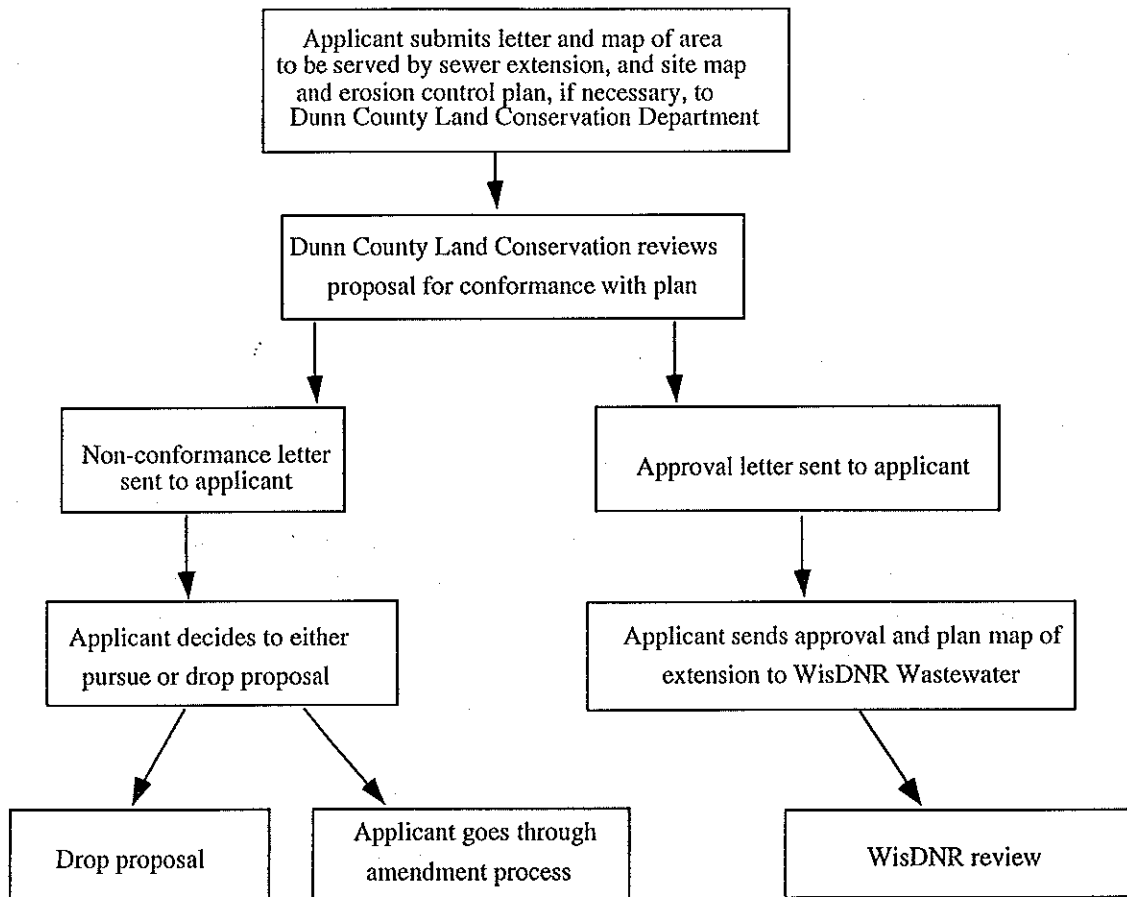 Applicant submits letter and map of area
to be served by sewer extension, and site map
and erosion control plan, if necessary, to
Dunn County Land Conservation Department
Dunn County Land Conservation reviews
proposal for conformance with plan
Non-conformance letter
sent to applicant
Approval letter sent to applicant
Applicant decides to either
pursue or drop proposal
Applicant sends approval and plan map of
extension to WisDNR Wastewater
Drop proposal
Applicant goes through
amendment process
WisDNR review